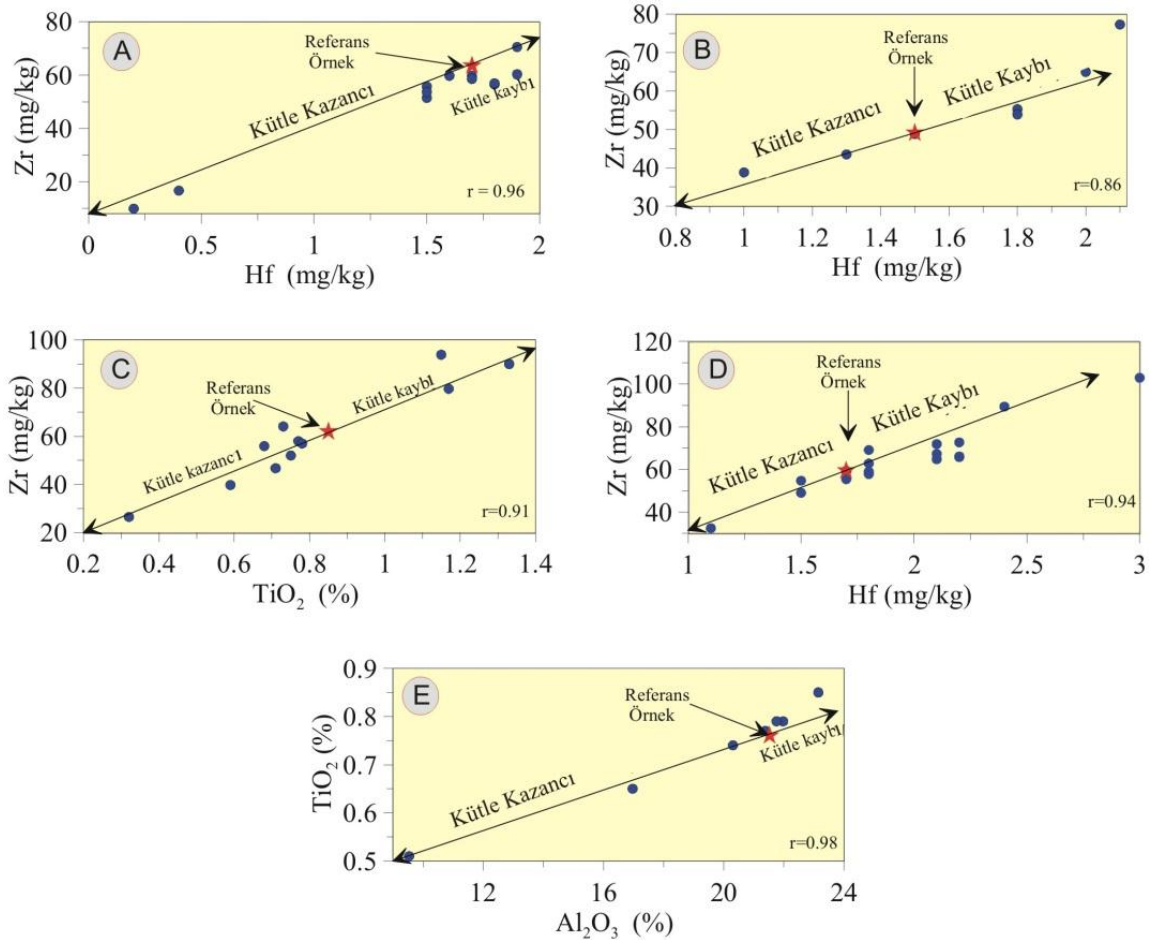 A
Zr (mg/kg)
80
60
40
20
Referans
Örnek
Kütle Kazancı
Kütle kaybı
r = 0.96
0 0.5 1 1.5 2
Hf (mg/kg)
B
Zr (mg/kg)
80
70
60
50
40
30
Referans
Örnek
Kütle Kazancı
Kütle Kaybı
r=0.86
0.8 1 1.2 1.4 1.6 1.8 2
Hf (mg/kg)
C
Zr (mg/kg)
100
80
60
40
20
Referans
Örnek
Kütle kazancı
Kütle kaybı
r=0.91
0.2 0.4 0.6 0.8 1 1.2 1.4
TiO₂ (%)
D
Zr (mg/kg)
120
100
80
60
40
Referans
Örnek
Kütle Kazancı
Kütle Kaybı
r=0.94
1 1.5 2 2.5 3
Hf (mg/kg)
E
TiO₂ (%)
0.9
0.8
0.7
0.6
0.5
Referans
Örnek
Kütle Kazancı
Kütle kaybı
r=0.98
12 16 20 24
Al₂O₃ (%)